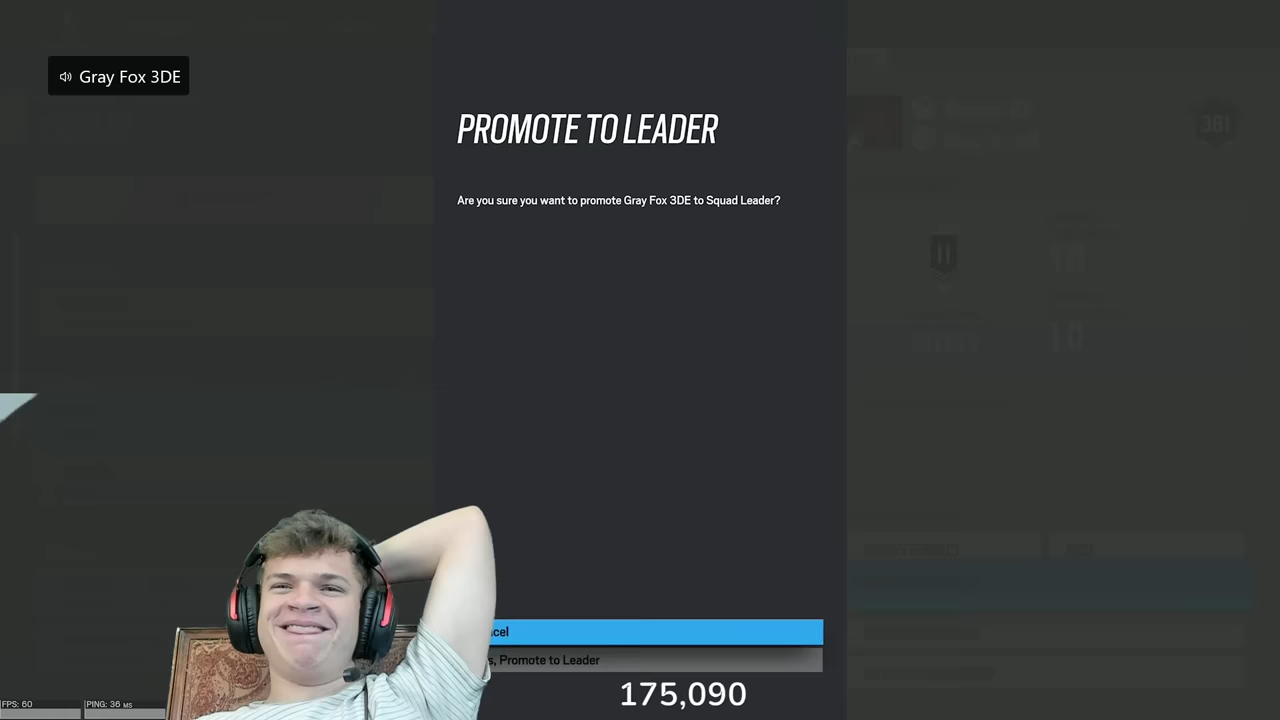 Gray Fox 3DE
PROMOTE TO LEADER
Are you sure you want to promote Gray Fox 3DE to Squad Leader?
381
cel
s, Promote to Leader
175,090
FPS: 60
PING: 36 MS